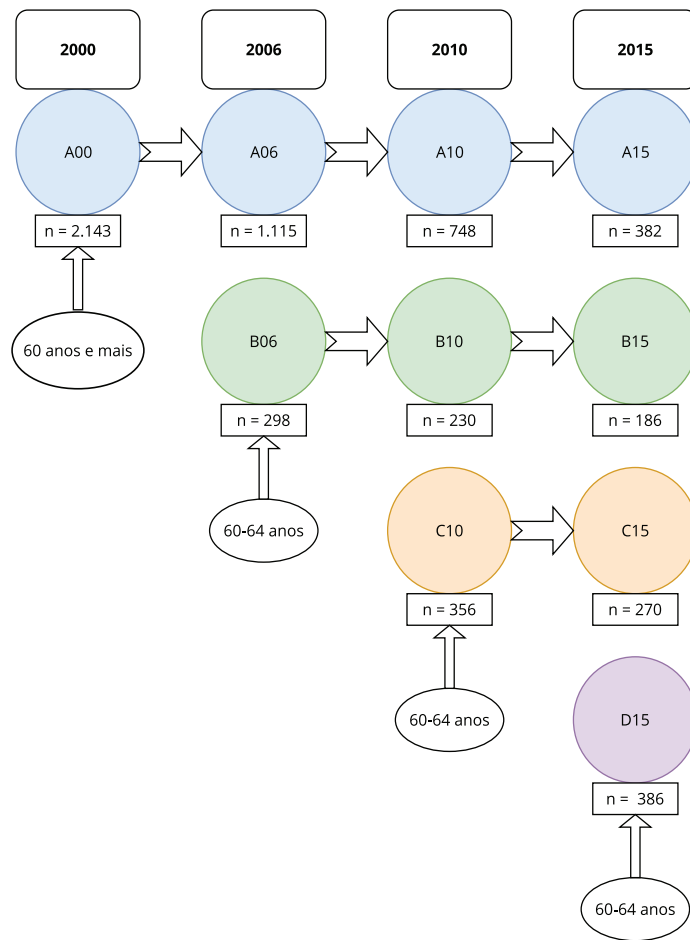 2000
2006
2010
2015
A00
A06
A10
A15
n = 2.143
n = 1.115
n = 748
n = 382
60 anos e mais
B06
B10
B15
n = 298
n = 230
n = 186
60-64 anos
C10
C15
n = 356
n = 270
60-64 anos
D15
n = 386
60-64 anos